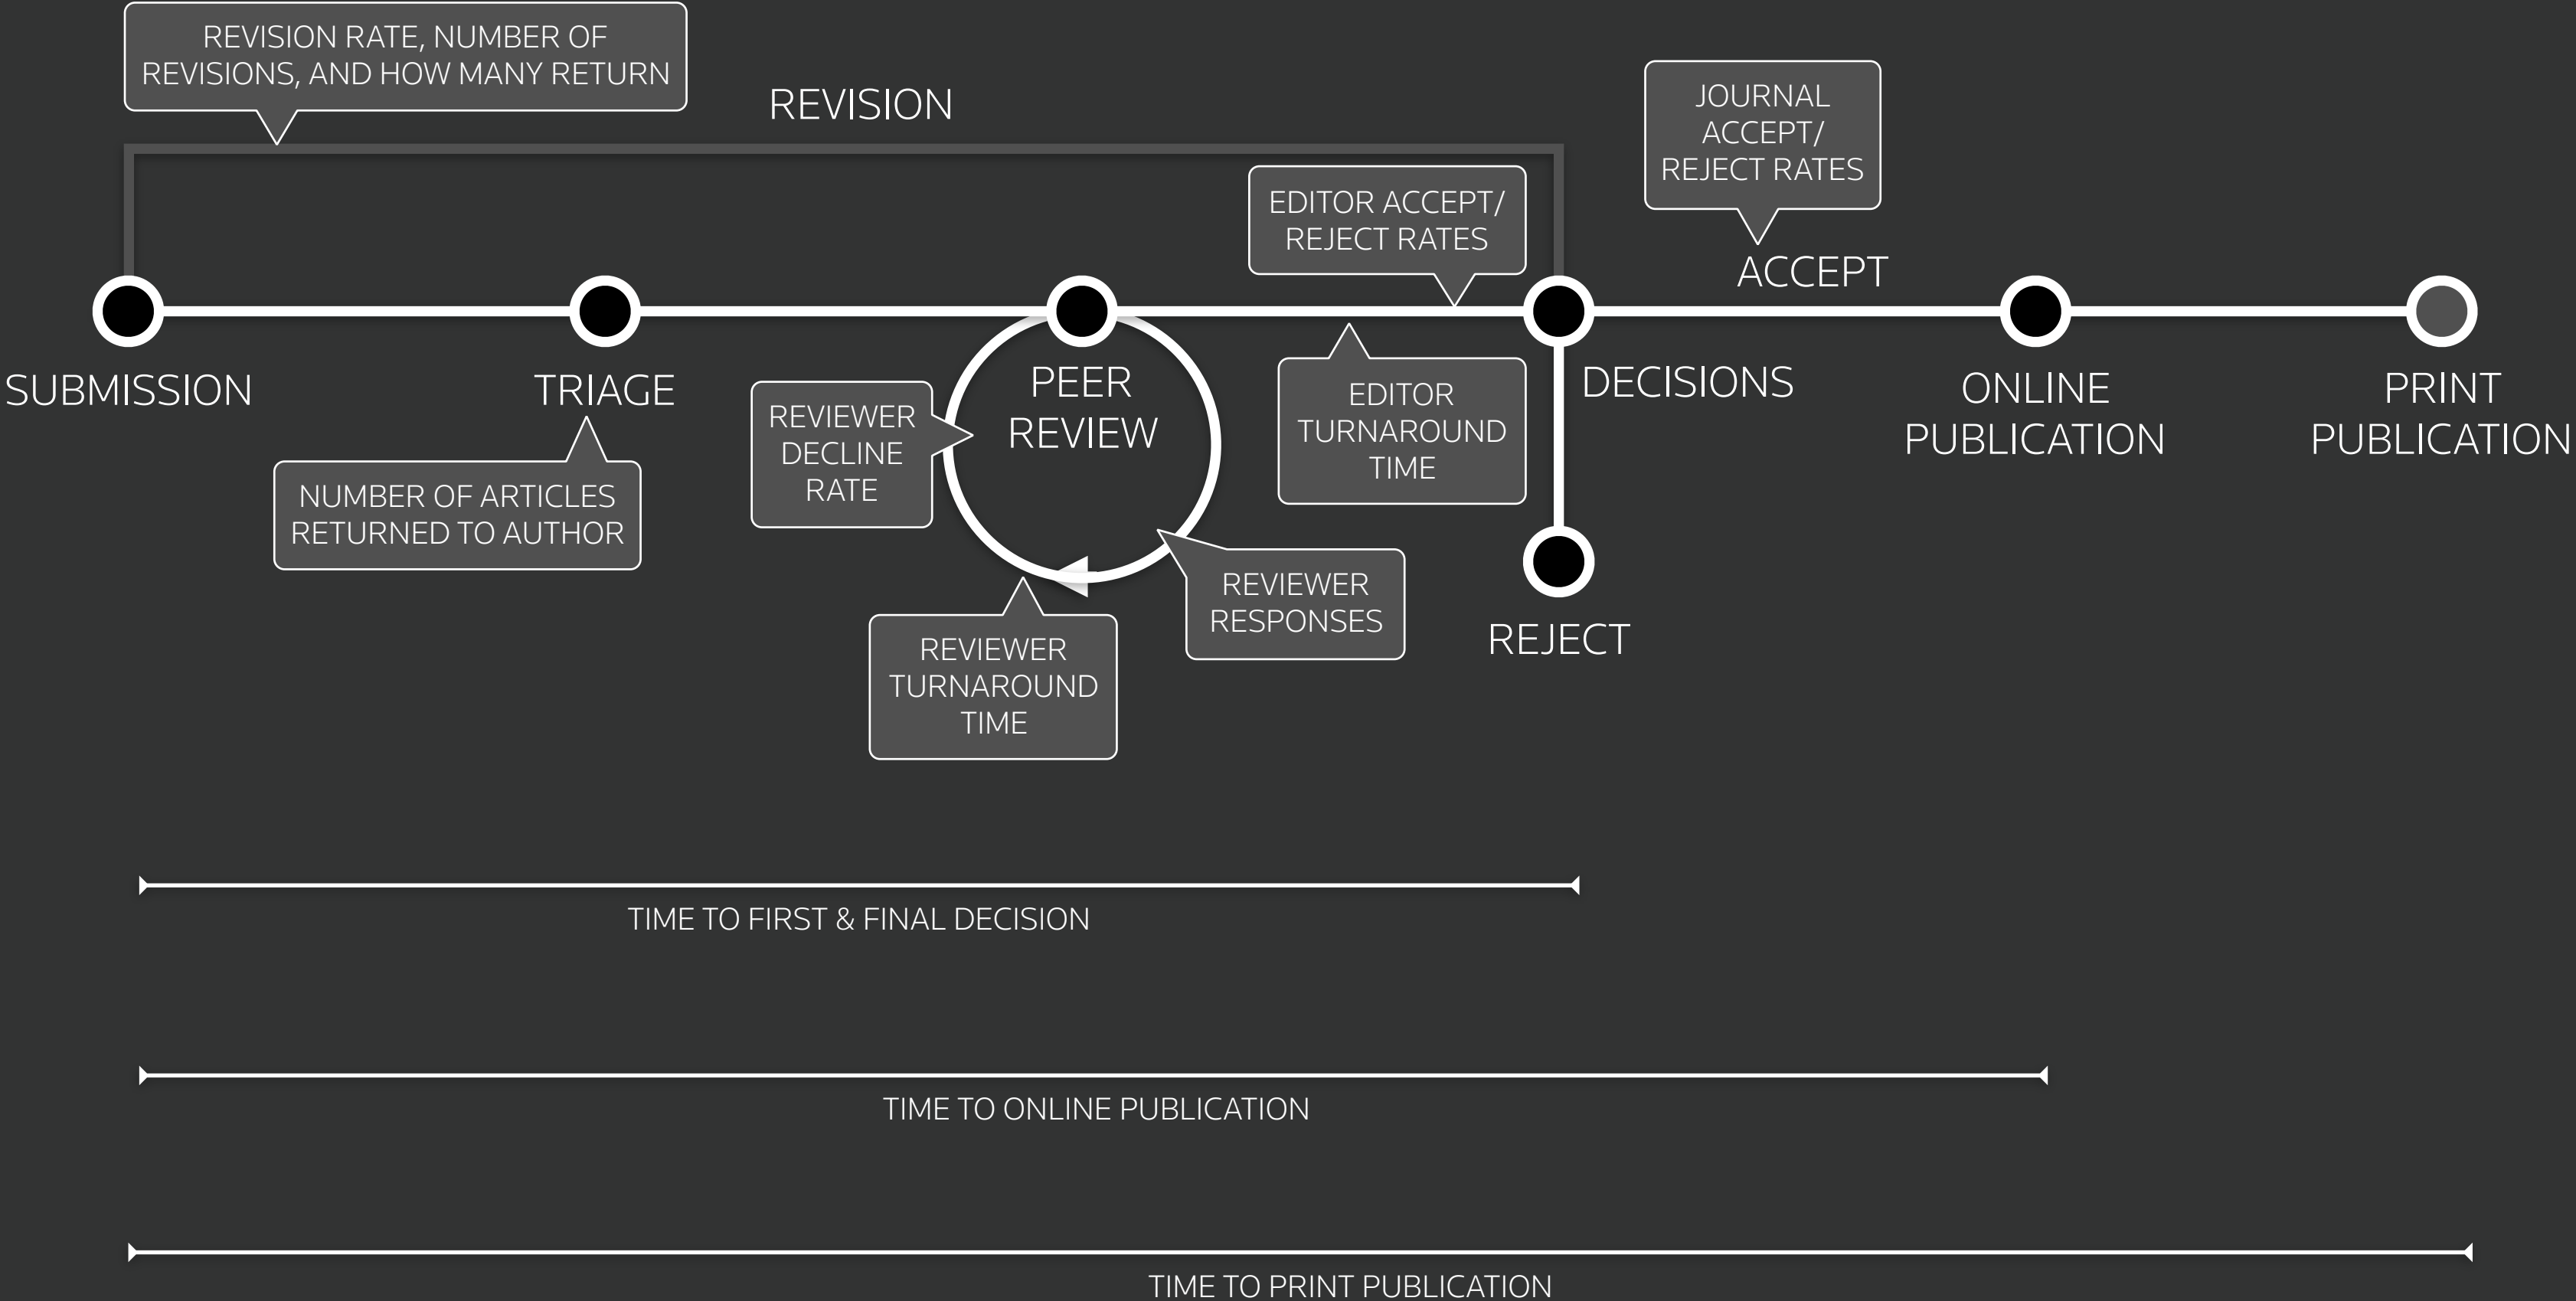 REVISION RATE, NUMBER OF
REVISIONS, AND HOW MANY RETURN
REVISION
JOURNAL
ACCEPT/
REJECT RATES
EDITOR ACCEPT/
REJECT RATES
ACCEPT
SUBMISSION
TRIAGE
PEER
REVIEW
DECISIONS
ONLINE
PUBLICATION
PRINT
PUBLICATION
NUMBER OF ARTICLES
RETURNED TO AUTHOR
REVIEWER
DECLINE
RATE
EDITOR
TURNAROUND
TIME
REVIEWER
RESPONSES
REVIEWER
TURNAROUND
TIME
REJECT
TIME TO FIRST & FINAL DECISION
TIME TO ONLINE PUBLICATION
TIME TO PRINT PUBLICATION